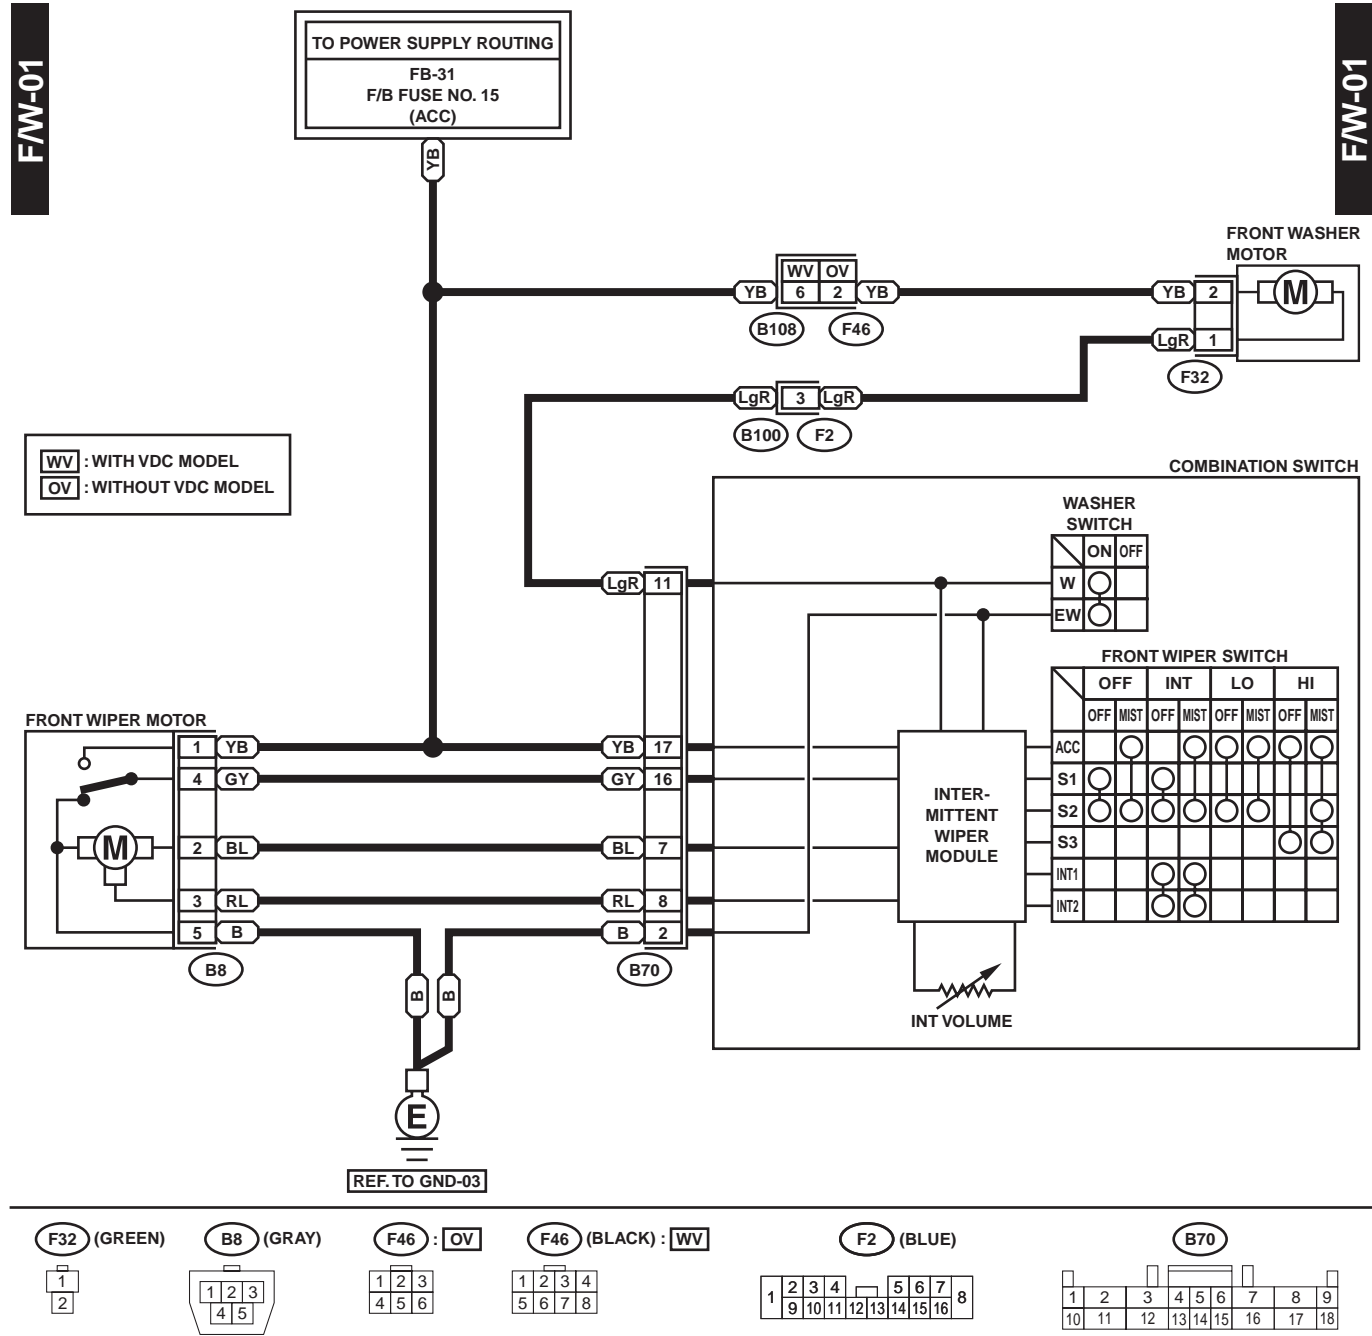 F/W-01
F/W-01
TO POWER SUPPLY ROUTING
FB-31
F/B FUSE NO. 15
(ACC)
YB
FRONT WASHER
MOTOR
WV OV
YB 6 2 YB
YB 2 M
B108 F46
LgR 1
F32
LgR 3 LgR
B100 F2
WV : WITH VDC MODEL
OV : WITHOUT VDC MODEL
COMBINATION SWITCH
WASHER
SWITCH
ON OFF
LgR 11
W
EW
FRONT WIPER SWITCH
OFF INT LO HI
OFF MIST OFF MIST OFF MIST OFF MIST
FRONT WIPER MOTOR
1 YB YB 17 ACC
4 GY GY 16 S1
INTER-
MITTENT
WIPER
MODULE
S2
M 2 BL BL 7 S3
INT1
3 RL RL 8 INT2
5 B B 2
B8 B70
B B
INT VOLUME
E
REF. TO GND-03
F32 (GREEN)
1
2
B8 (GRAY)
1 2 3
4 5
F46 : OV
1 2 3
4 5 6
F46 (BLACK) : WV
1 2 3 4
5 6 7 8
F2 (BLUE)
1 2 3 4 5 6 7 8
9 10 11 12 13 14 15 16
B70
1 2 3 4 5 6 7 8 9
10 11 12 13 14 15 16 17 18